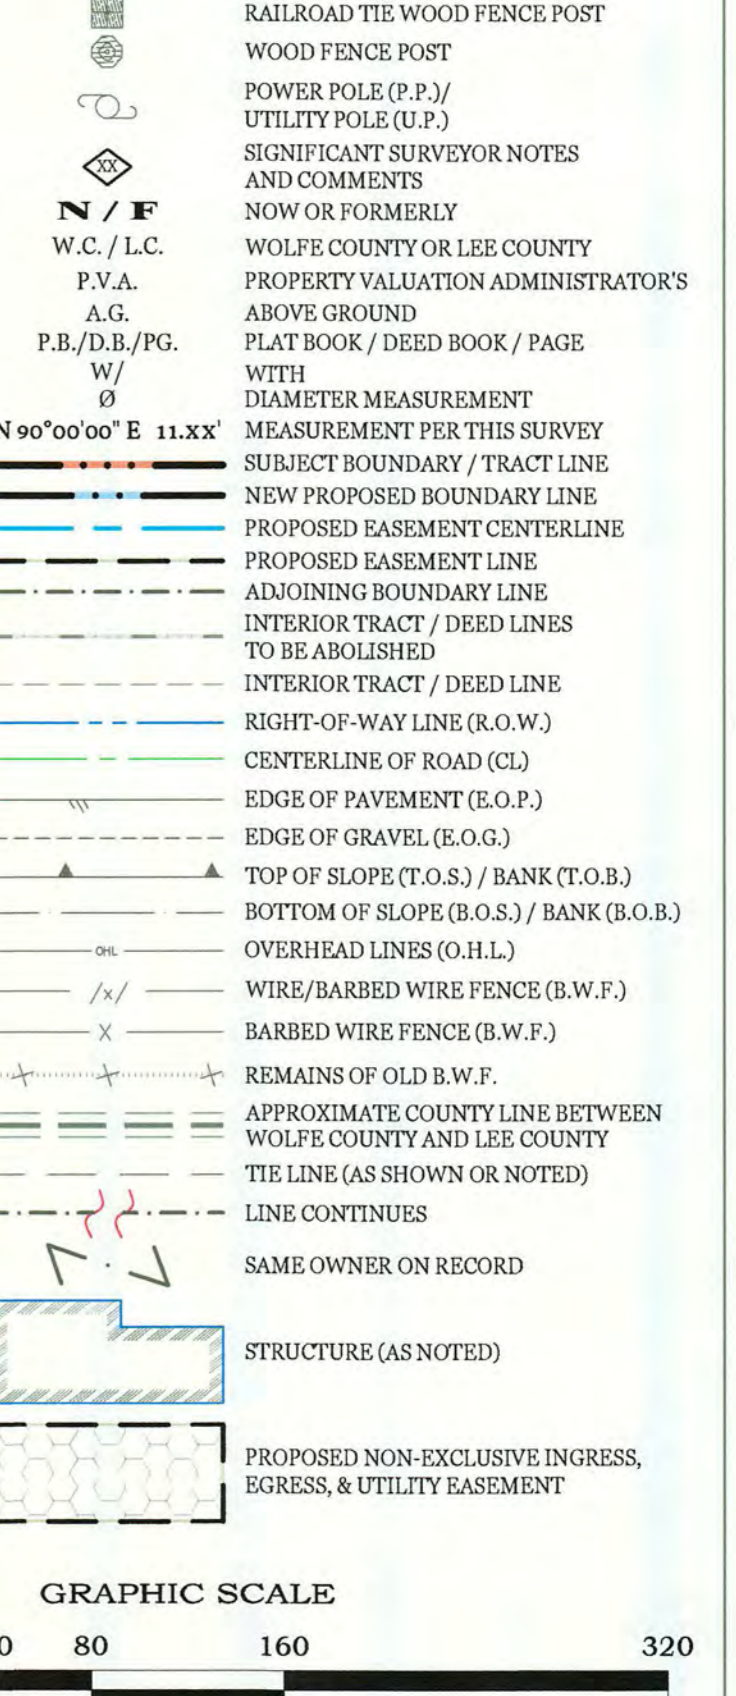 RAILROAD TIE WOOD FENCE POST
WOOD FENCE POST
POWER POLE (P.P.)/
UTILITY POLE (U.P.)
XX SIGNIFICANT SURVEYOR NOTES
AND COMMENTS
N / F NOW OR FORMERLY
W.C. / L.C. WOLFE COUNTY OR LEE COUNTY
P.V.A. PROPERTY VALUATION ADMINISTRATOR'S
A.G. ABOVE GROUND
P.B./D.B./PG. PLAT BOOK / DEED BOOK / PAGE
W/ WITH
Ø DIAMETER MEASUREMENT
N 90°00'00" E 11.XX' MEASUREMENT PER THIS SURVEY
SUBJECT BOUNDARY / TRACT LINE
NEW PROPOSED BOUNDARY LINE
PROPOSED EASEMENT CENTERLINE
PROPOSED EASEMENT LINE
ADJOINING BOUNDARY LINE
INTERIOR TRACT / DEED LINES
TO BE ABOLISHED
INTERIOR TRACT / DEED LINE
RIGHT-OF-WAY LINE (R.O.W.)
CENTERLINE OF ROAD (CL)
EDGE OF PAVEMENT (E.O.P.)
EDGE OF GRAVEL (E.O.G.)
TOP OF SLOPE (T.O.S.) / BANK (T.O.B.)
BOTTOM OF SLOPE (B.O.S.) / BANK (B.O.B.)
OHL OVERHEAD LINES (O.H.L.)
/X/ WIRE/BARBED WIRE FENCE (B.W.F.)
X BARBED WIRE FENCE (B.W.F.)
REMAINS OF OLD B.W.F.
APPROXIMATE COUNTY LINE BETWEEN
WOLFE COUNTY AND LEE COUNTY
TIE LINE (AS SHOWN OR NOTED)
LINE CONTINUES
SAME OWNER ON RECORD
STRUCTURE (AS NOTED)
PROPOSED NON-EXCLUSIVE INGRESS,
EGRESS, & UTILITY EASEMENT
GRAPHIC SCALE
0 80 160 320